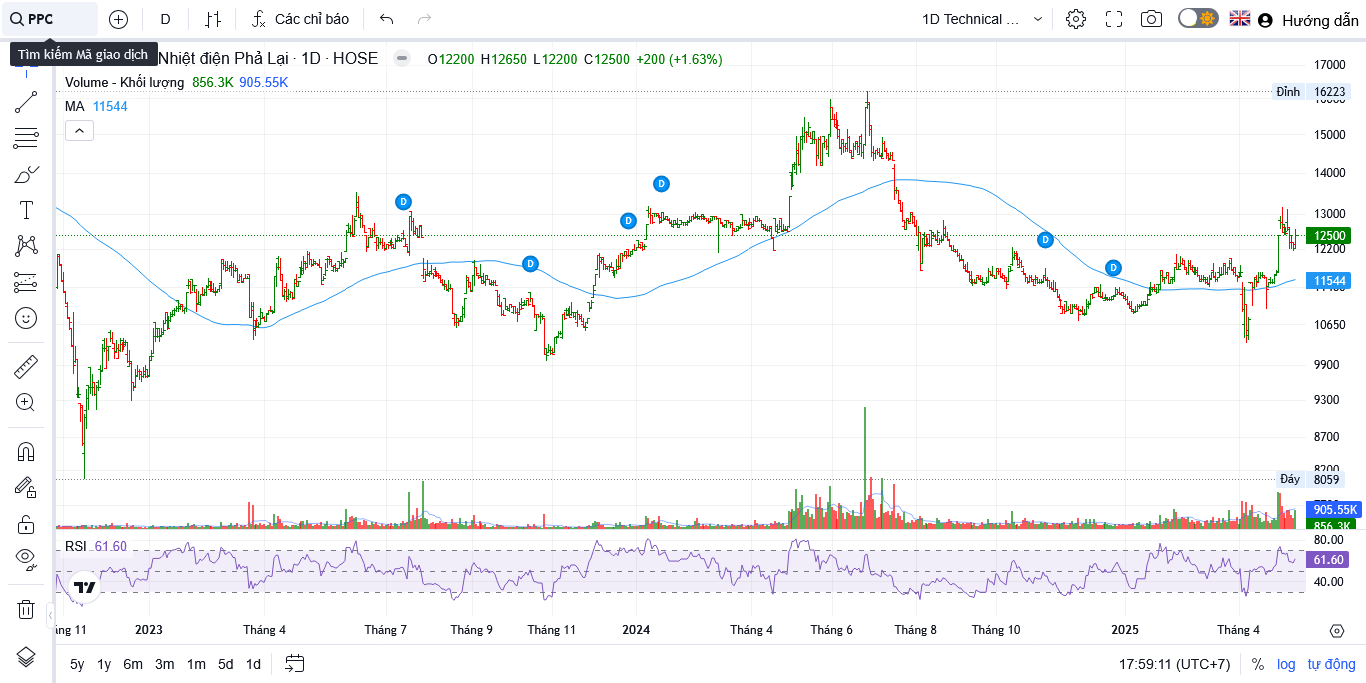 PPC D Các chỉ báo 1D Technical ... Hướng dẫn
Tìm kiếm Mã giao dịch
Nhiệt điện Phả Lại · 1D · HOSE O12200 H12650 L12200 C12500 +200 (+1.63%)
Volume - Khối lượng 856.3K 905.55K
MA 11544
17000
Đỉnh 16223
15000
14000
13000
12500
12200
11544
10650
9900
9300
8700
8200
Đáy 8059
905.55K
856.3K
D
D
D
D
D
D
RSI 61.60
80.00
61.60
40.00
ng 11 2023 Tháng 4 Tháng 7 Tháng 9 Tháng 11 2024 Tháng 4 Tháng 6 Tháng 8 Tháng 10 2025 Tháng 4
5y 1y 6m 3m 1m 5d 1d 17:59:11 (UTC+7) % log tự động